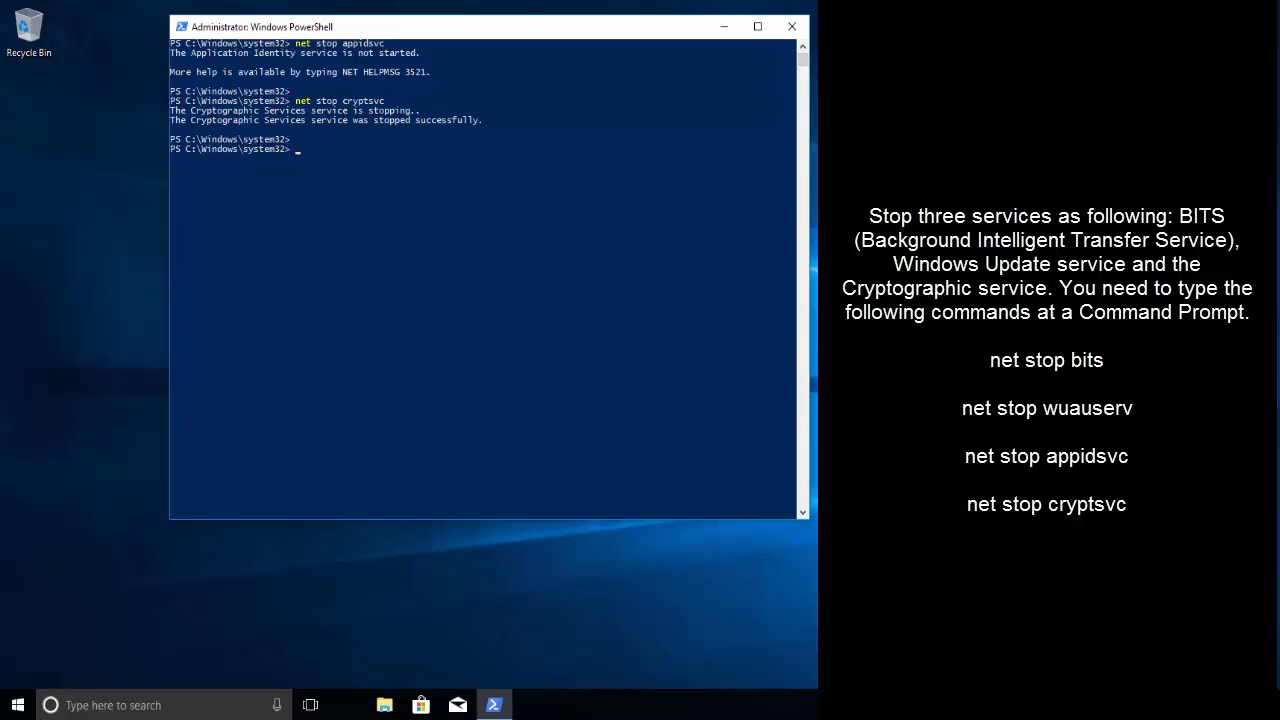 Recycle Bin
Administrator: Windows PowerShell
PS C:\Windows\system32> net stop appidsvc
The Application Identity service is not started.
More help is available by typing NET HELPMSG 3521.
PS C:\Windows\system32>
PS C:\Windows\system32> net stop cryptsvc
The Cryptographic Services service is stopping..
The Cryptographic Services service was stopped successfully.
PS C:\Windows\system32>
PS C:\Windows\system32> _
Stop three services as following: BITS
(Background Intelligent Transfer Service),
Windows Update service and the
Cryptographic service. You need to type the
following commands at a Command Prompt.
net stop bits
net stop wuauserv
net stop appidsvc
net stop cryptsvc
Type here to search